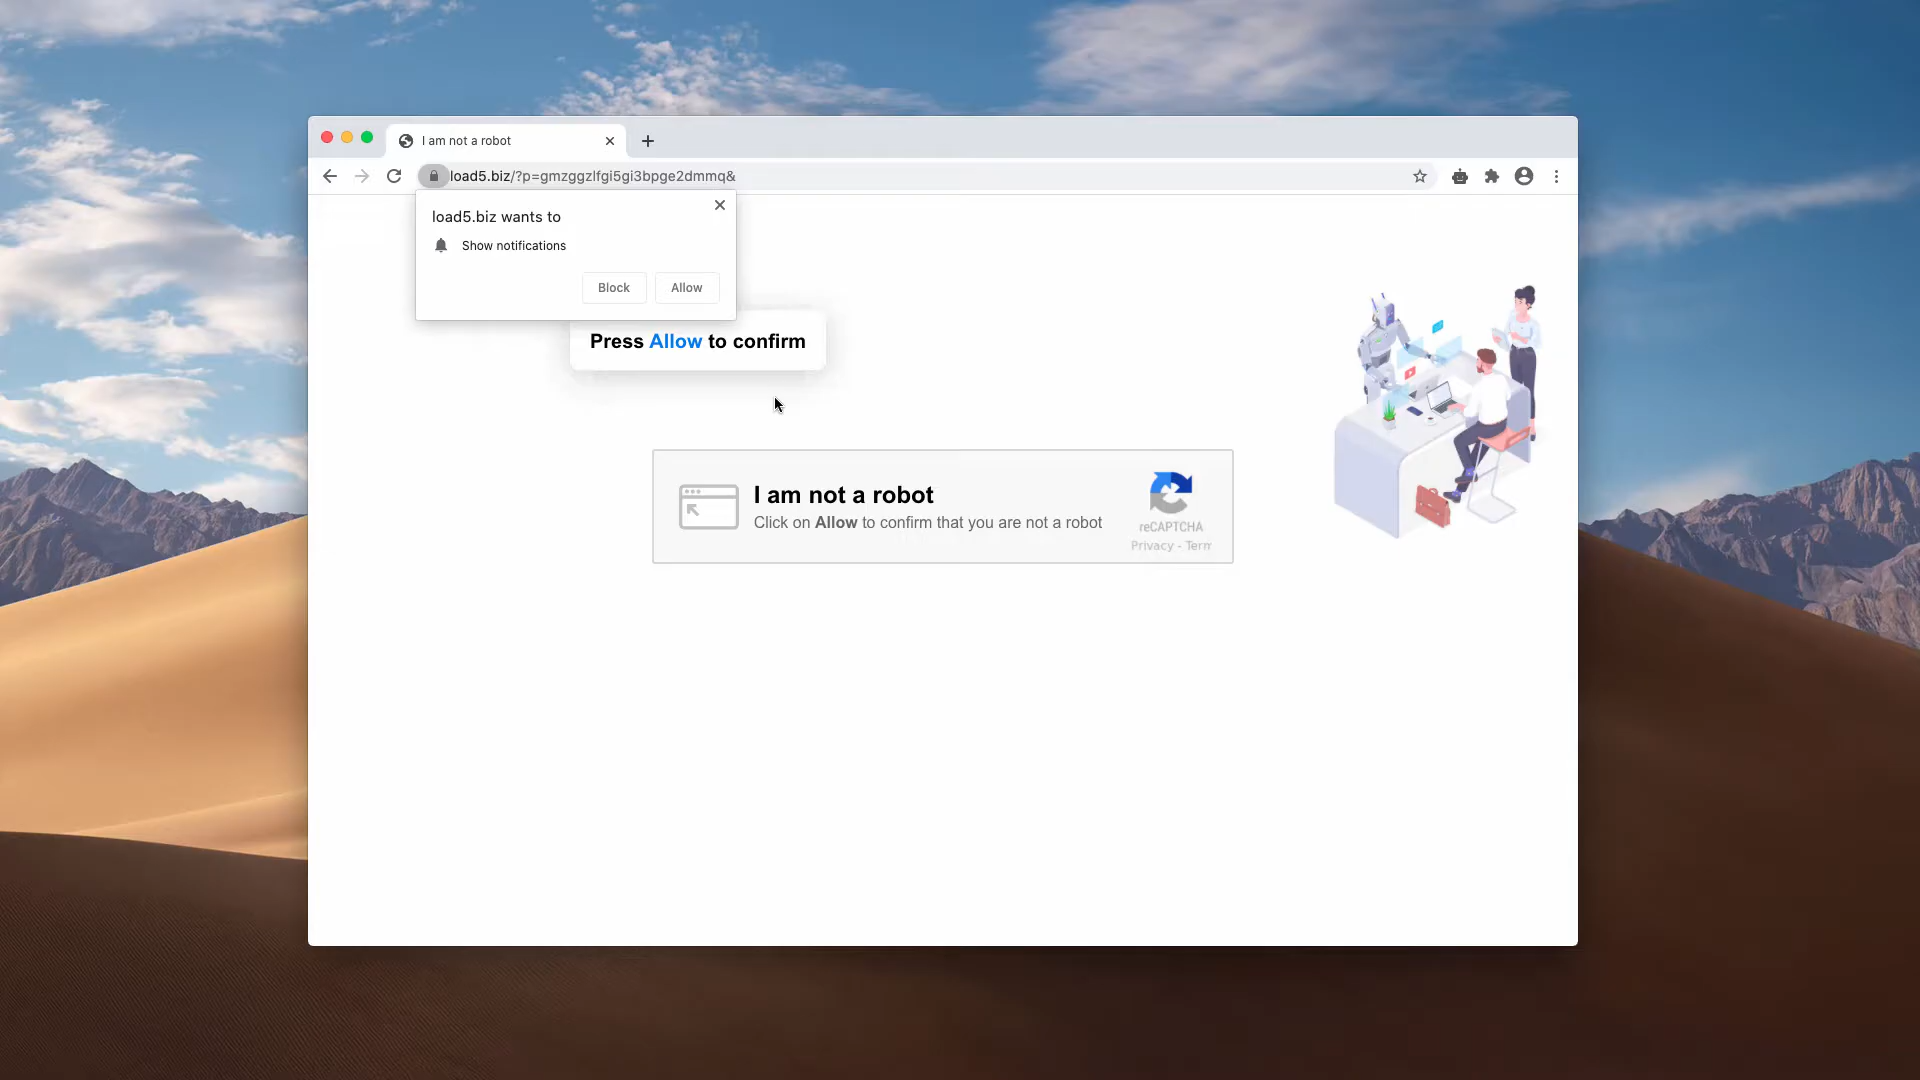 I am not a robot
load5.biz/?p=gmzggzlfgi5gi3bpge2dmmq&
load5.biz wants to
Show notifications
Block
Allow
Press Allow to confirm
I am not a robot
Click on Allow to confirm that you are not a robot
reCAPTCHA
Privacy - Term